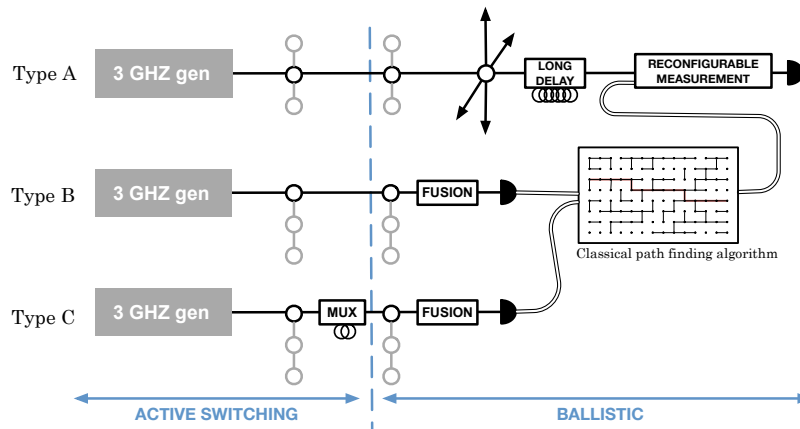 Type A
3 GHZ gen
LONG
DELAY
RECONFIGURABLE
MEASUREMENT
Type B
3 GHZ gen
FUSION
Classical path finding algorithm
Type C
3 GHZ gen
MUX
FUSION
ACTIVE SWITCHING
BALLISTIC